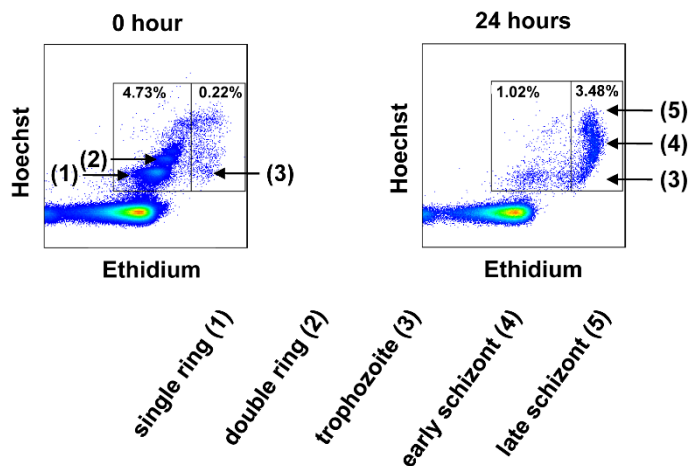 0 hour
24 hours
4.73%
0.22%
1.02%
3.48%
Hoechst
(1)
(2)
(3)
Hoechst
(5)
(4)
(3)
Ethidium
Ethidium
single ring (1)
double ring (2)
trophozoite (3)
early schizont (4)
late schizont (5)